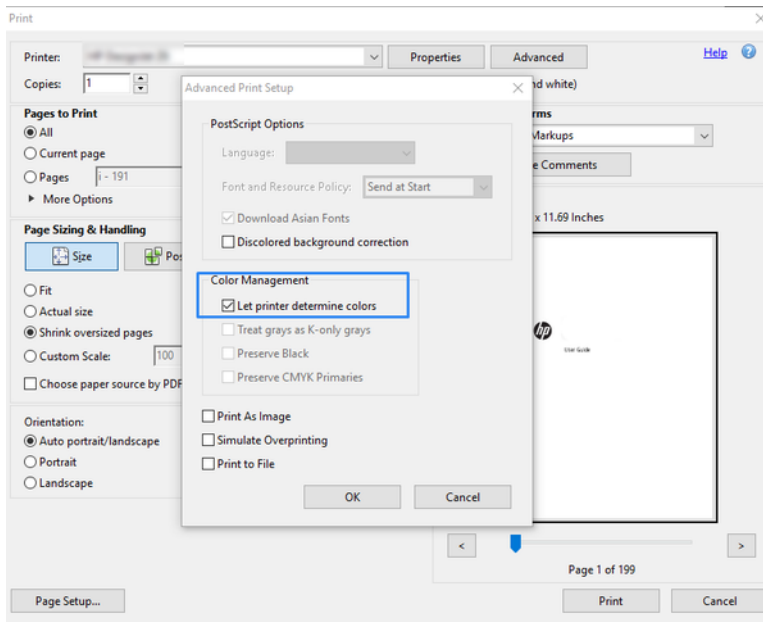 Print
Printer:
Properties
Advanced
Help
Copies:
1
nd white)
Advanced Print Setup
Pages to Print
All
Current page
Pages
i - 191
More Options
Page Sizing & Handling
Size
Pos
Fit
Actual size
Shrink oversized pages
Custom Scale:
100
Choose paper source by PDF
Orientation:
Auto portrait/landscape
Portrait
Landscape
PostScript Options
Language:
Font and Resource Policy:
Send at Start
Download Asian Fonts
Discolored background correction
Color Management
Let printer determine colors
Treat grays as K-only grays
Preserve Black
Preserve CMYK Primaries
Print As Image
Simulate Overprinting
Print to File
OK
Cancel
rms
Markups
e Comments
x 11.69 Inches
hp
User Guide
<
>
Page 1 of 199
Page Setup...
Print
Cancel